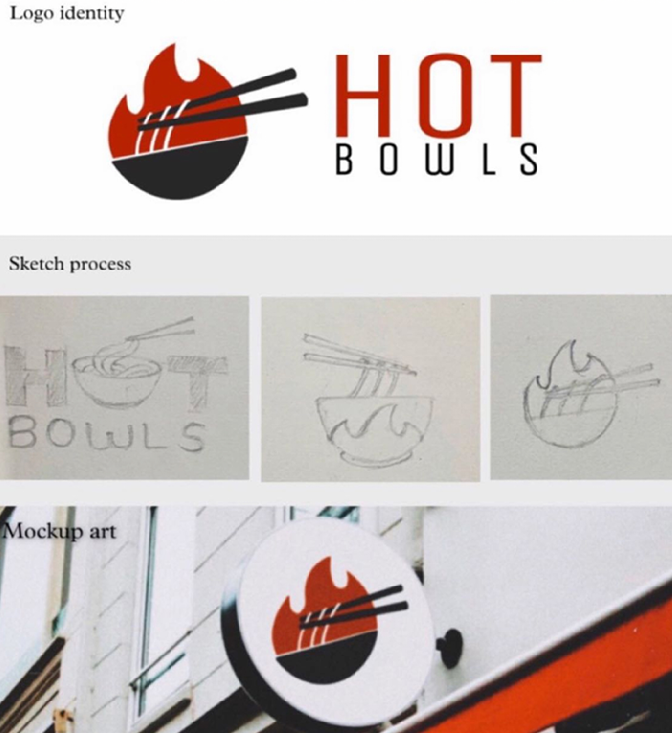 Logo identity
HOT
BOWLS
Sketch process
HOT
BOWLS
Mockup art